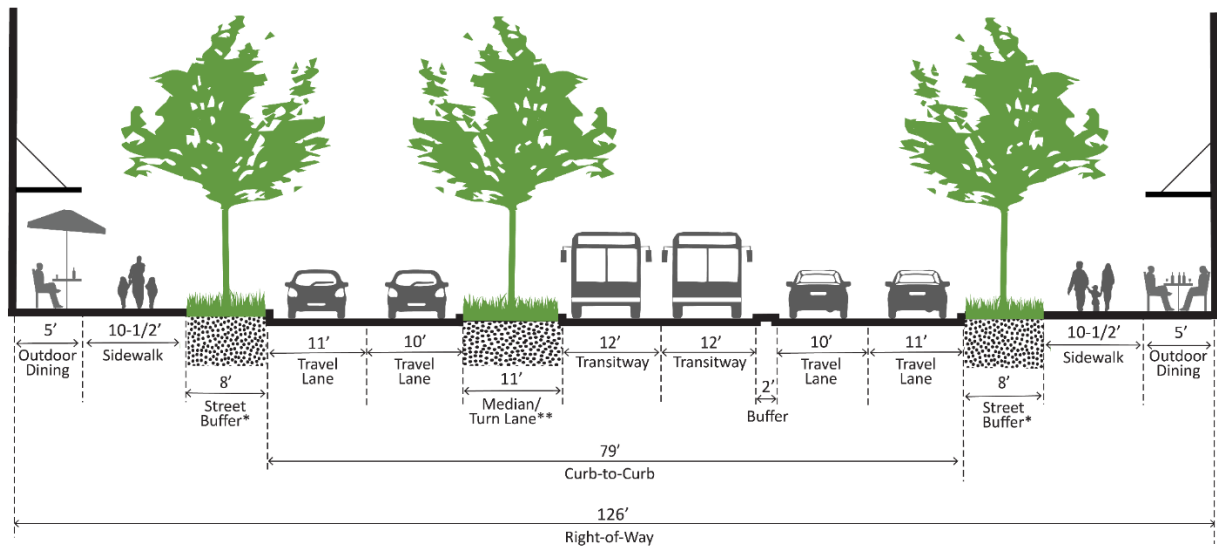 5’
Outdoor
Dining
10-1/2’
Sidewalk
8’
Street
Buffer*
11’
Travel
Lane
10’
Travel
Lane
11’
Median/
Turn Lane**
12’
Transitway
12’
Transitway
2’
Buffer
10’
Travel
Lane
11’
Travel
Lane
8’
Street
Buffer*
10-1/2’
Sidewalk
5’
Outdoor
Dining
79’
Curb-to-Curb
126’
Right-of-Way